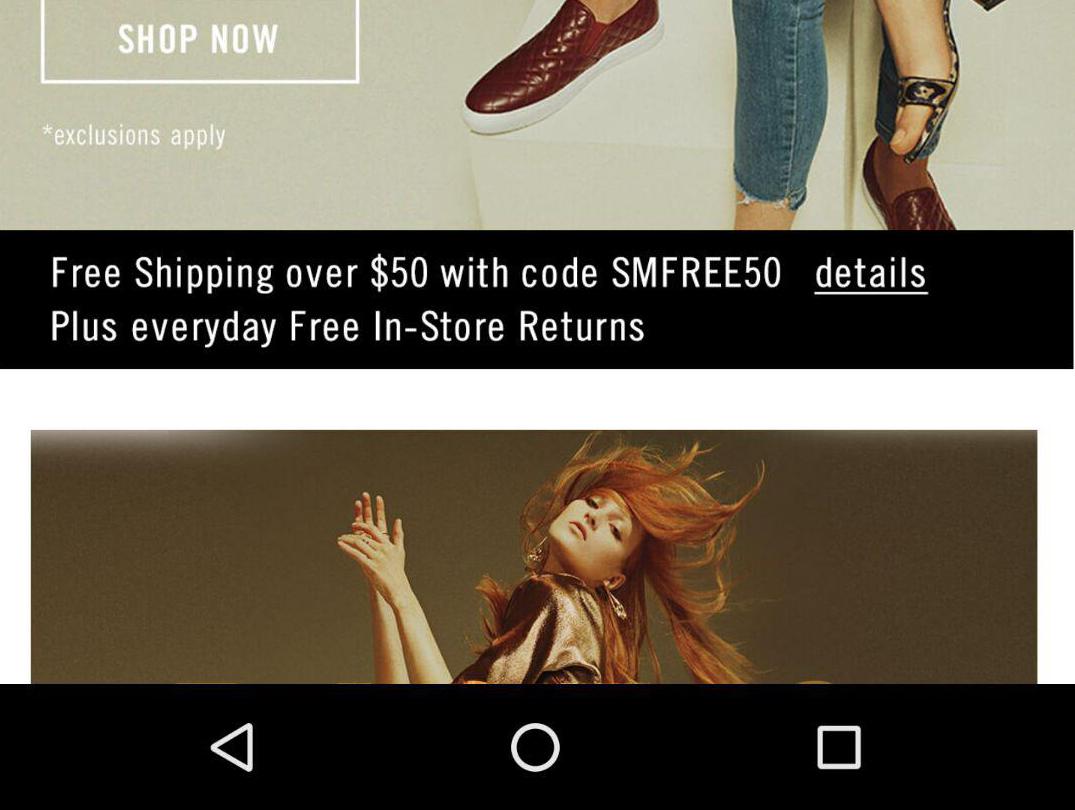 SHOP NOW
*exclusions apply
Free Shipping over $50 with code SMFREE50 details
Plus everyday Free In-Store Returns